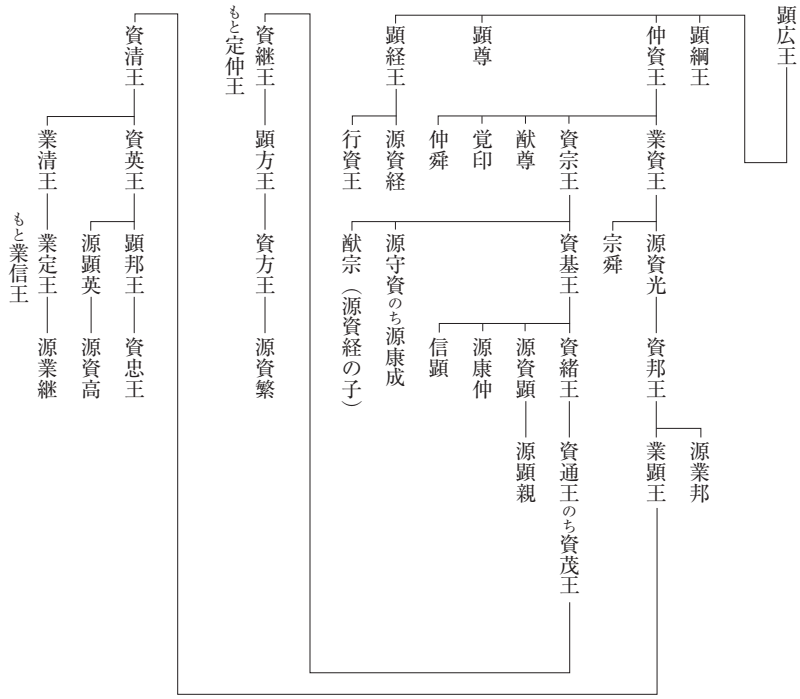 顕広王
顕綱王
仲資王
顕尊
顕経王
業資王
資宗王
猷尊
覚印
仲舜
源資経
行資王
源資光
宗舜
資基王
源守資のち源康成
猷宗（源資経の子）
資邦王
資緒王
源資顕
源康仲
信顕
源業邦
業顕王
資通王のち資茂王
源顕親
資継王
もと定仲王
顕方王
資方王
源資繁
資清王
資英王
業清王
顕邦王
源顕英
業定王
もと業信王
資忠王
源資高
源業継